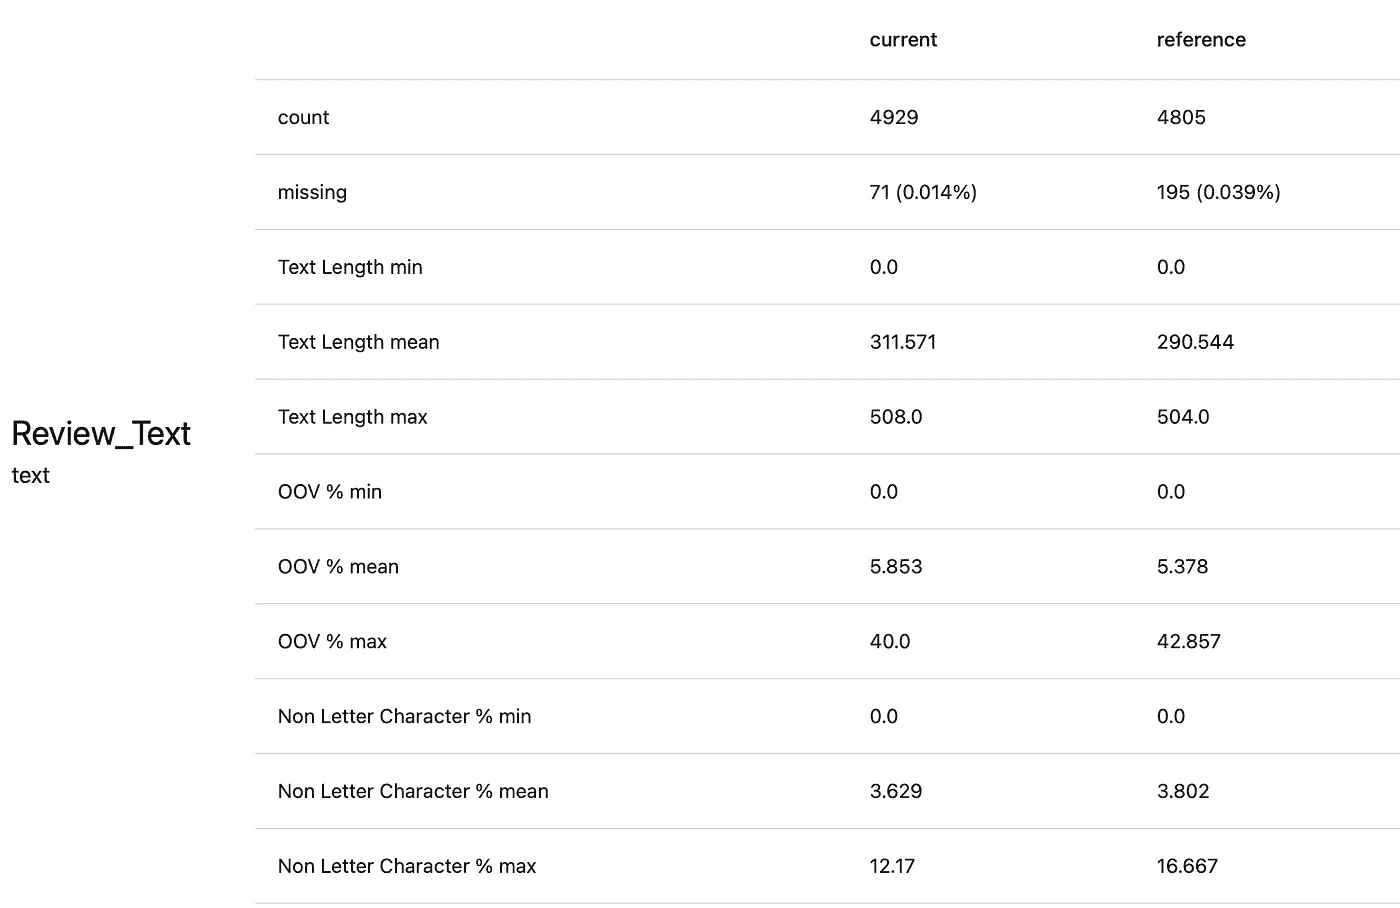 current reference
count 4929 4805
missing 71 (0.014%) 195 (0.039%)
Text Length min 0.0 0.0
Text Length mean 311.571 290.544
Text Length max 508.0 504.0
Review_Text
text
OOV % min 0.0 0.0
OOV % mean 5.853 5.378
OOV % max 40.0 42.857
Non Letter Character % min 0.0 0.0
Non Letter Character % mean 3.629 3.802
Non Letter Character % max 12.17 16.667